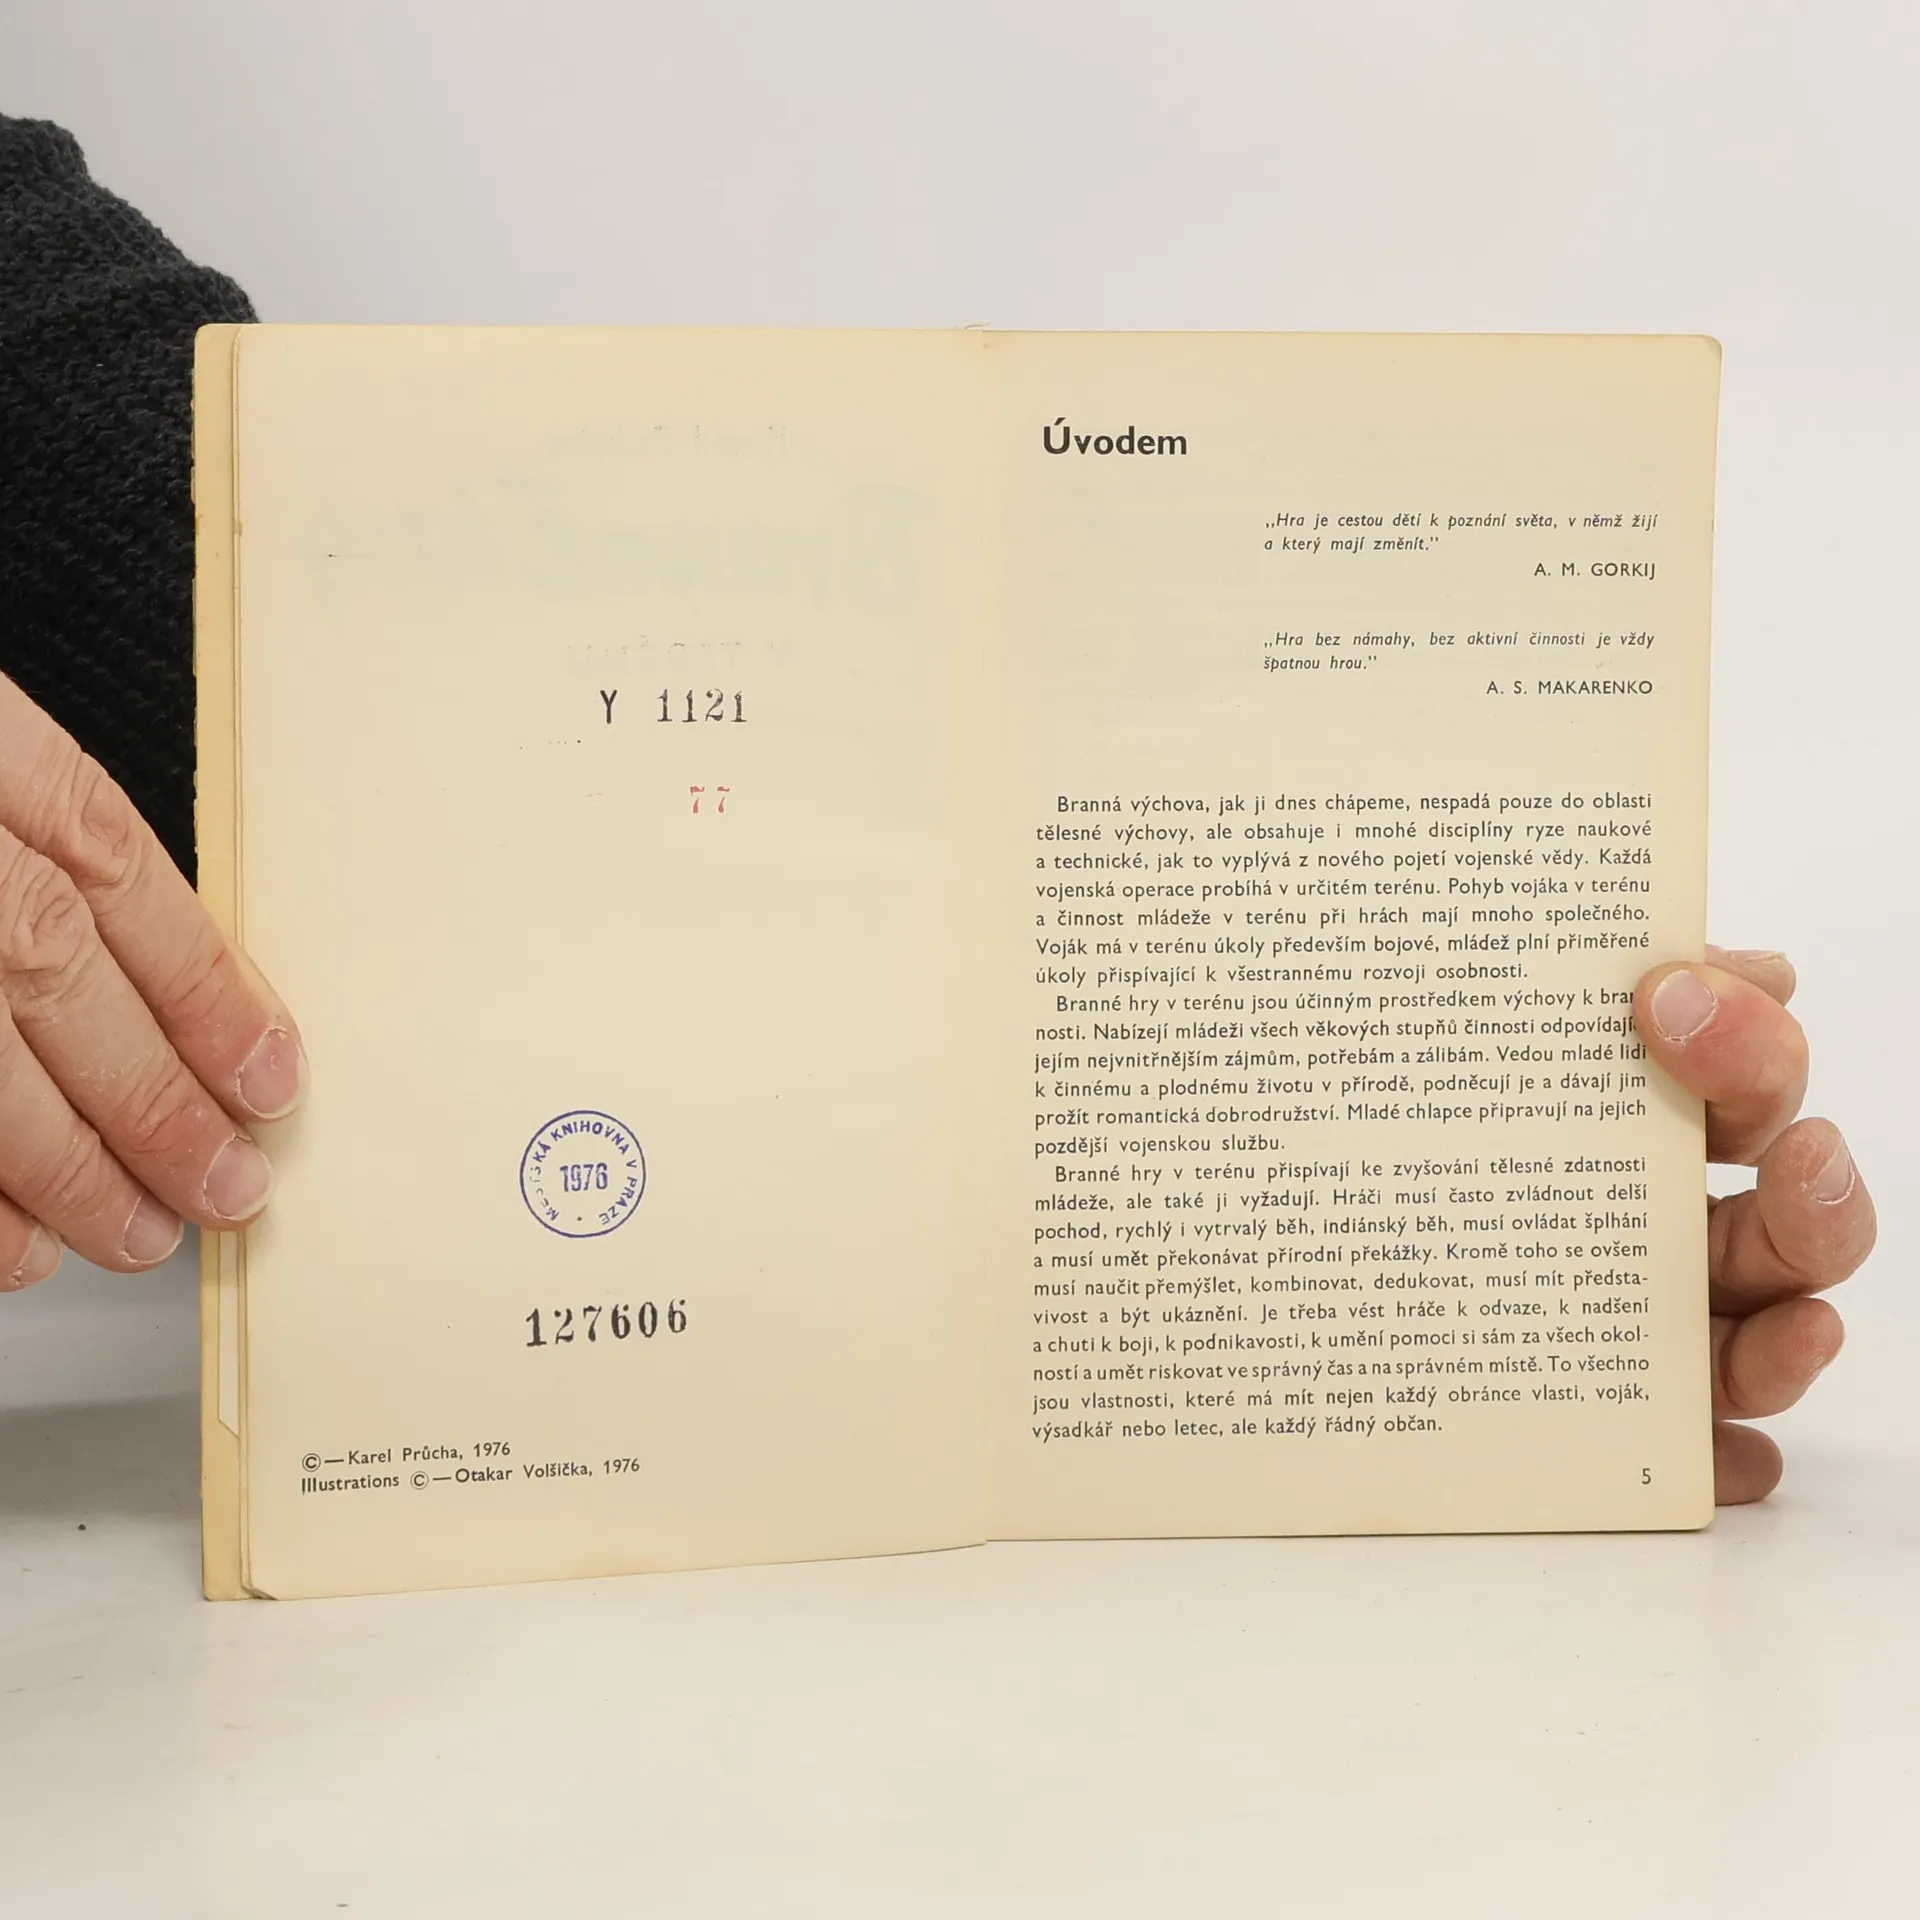 Y 1121
77
MĚSTSKÁ KNIHOVNA V PRAZE
1976
127606
© — Karel Průcha, 1976
Illustrations © — Otakar Volšička, 1976
Úvodem
„Hra je cestou dětí k poznání světa, v němž žijí
a který mají změnit.”
A. M. GORKIJ
„Hra bez námahy, bez aktivní činnosti je vždy
špatnou hrou.”
A. S. MAKARENKO
Branná výchova, jak ji dnes chápeme, nespadá pouze do oblasti
tělesné výchovy, ale obsahuje i mnohé disciplíny ryze naukové
a technické, jak to vyplývá z nového pojetí vojenské vědy. Každá
vojenská operace probíhá v určitém terénu. Pohyb vojáka v terénu
a činnost mládeže v terénu při hrách mají mnoho společného.
Voják má v terénu úkoly především bojové, mládež plní přiměřené
úkoly přispívající k všestrannému rozvoji osobnosti.
Branné hry v terénu jsou účinným prostředkem výchovy k bran
nosti. Nabízejí mládeži všech věkových stupňů činnosti odpovídají
jejím nejvnitřnějším zájmům, potřebám a zálibám. Vedou mladé lidi
k činnému a plodnému životu v přírodě, podněcují je a dávají jim
prožít romantická dobrodružství. Mladé chlapce připravují na jejich
pozdější vojenskou službu.
Branné hry v terénu přispívají ke zvyšování tělesné zdatnosti
mládeže, ale také ji vyžadují. Hráči musí často zvládnout delší
pochod, rychlý i vytrvalý běh, indiánský běh, musí ovládat šplhání
a musí umět překonávat přírodní překážky. Kromě toho se ovšem
musí naučit přemýšlet, kombinovat, dedukovat, musí mít představ-
vivost a být ukáznění. Je třeba vést hráče k odvaze, k nadšení
a chuti k boji, k podnikavosti, k umění pomoci si sám za všech okol-
ností a umět riskovat ve správný čas a na správném místě. To všechno
jsou vlastnosti, které má mít nejen každý obránce vlasti, voják,
výsadkář nebo letec, ale každý řádný občan.
5